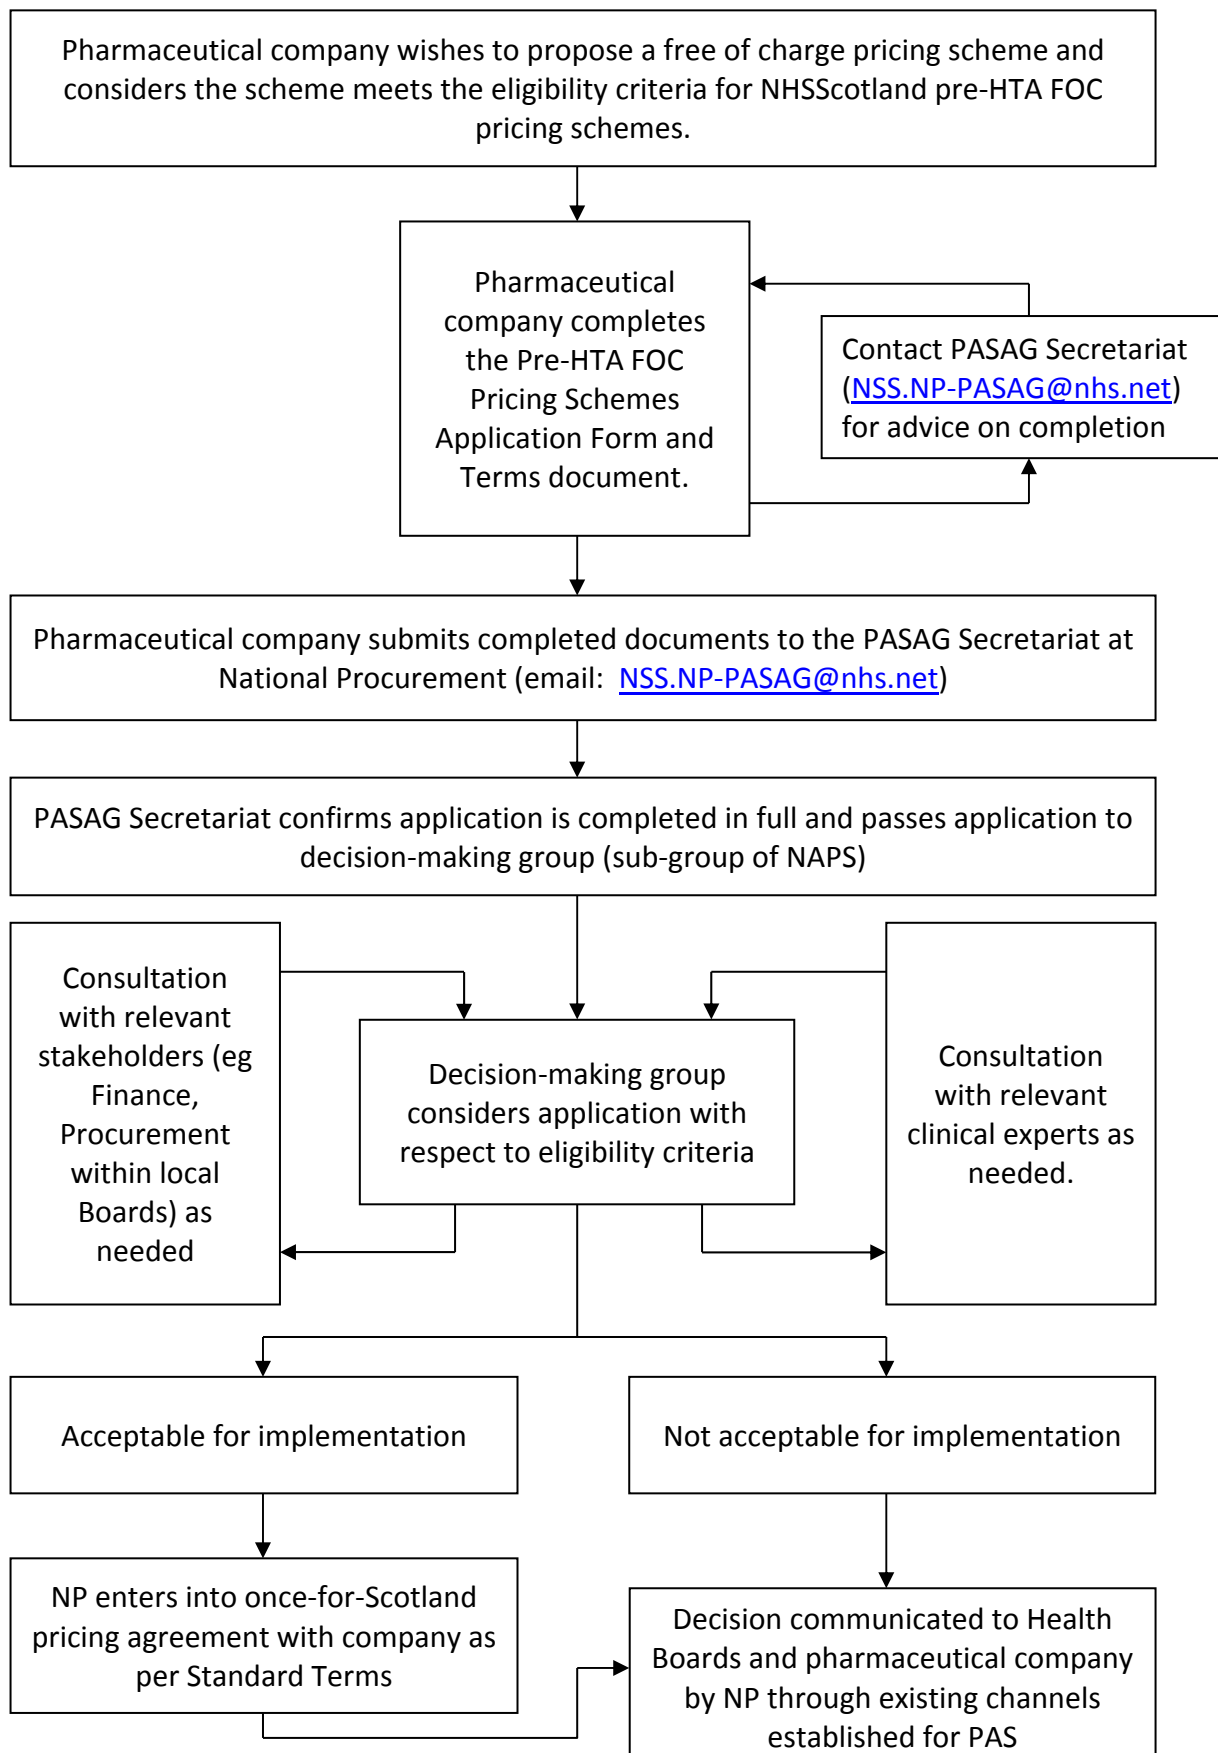 Pharmaceutical company wishes to propose a free of charge pricing scheme and
considers the scheme meets the eligibility criteria for NHSScotland pre-HTA FOC
pricing schemes.
Pharmaceutical
company completes
the Pre-HTA FOC
Pricing Schemes
Application Form and
Terms document.
Contact PASAG Secretariat
(NSS.NP-PASAG@nhs.net)
for advice on completion
Pharmaceutical company submits completed documents to the PASAG Secretariat at
National Procurement (email:  NSS.NP-PASAG@nhs.net)
PASAG Secretariat confirms application is completed in full and passes application to
decision-making group (sub-group of NAPS)
Consultation
with relevant
stakeholders (eg
Finance,
Procurement
within local
Boards) as
needed
Decision-making group
considers application with
respect to eligibility criteria
Consultation
with relevant
clinical experts as
needed.
Acceptable for implementation
Not acceptable for implementation
NP enters into once-for-Scotland
pricing agreement with company as
per Standard Terms
Decision communicated to Health
Boards and pharmaceutical company
by NP through existing channels
established for PAS